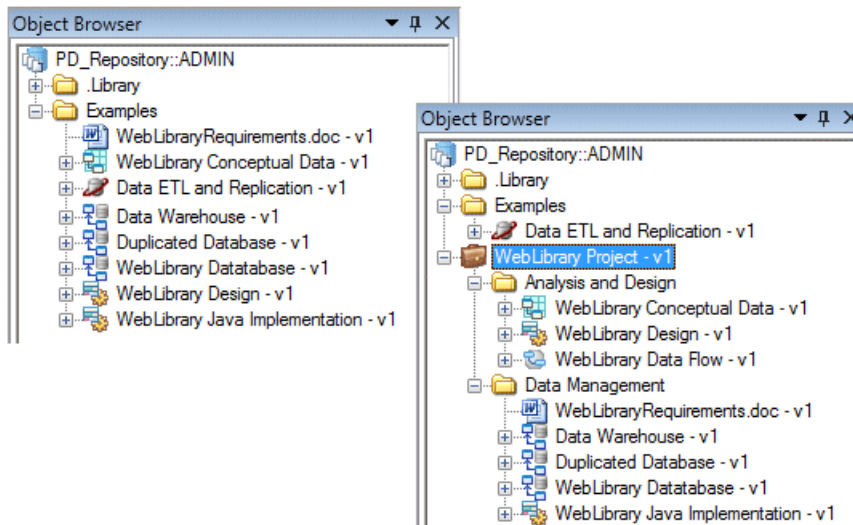 Object Browser
PD_Repository::ADMIN
.Library
Examples
WebLibraryRequirements.doc - v1
WebLibrary Conceptual Data - v1
Data ETL and Replication - v1
Data Warehouse - v1
Duplicated Database - v1
WebLibrary Datatabase - v1
WebLibrary Design - v1
WebLibrary Java Implementation - v1
Object Browser
PD_Repository::ADMIN
.Library
Examples
Data ETL and Replication - v1
WebLibrary Project - v1
Analysis and Design
WebLibrary Conceptual Data - v1
WebLibrary Design - v1
WebLibrary Data Flow - v1
Data Management
WebLibraryRequirements.doc - v1
Data Warehouse - v1
Duplicated Database - v1
WebLibrary Datatabase - v1
WebLibrary Java Implementation - v1